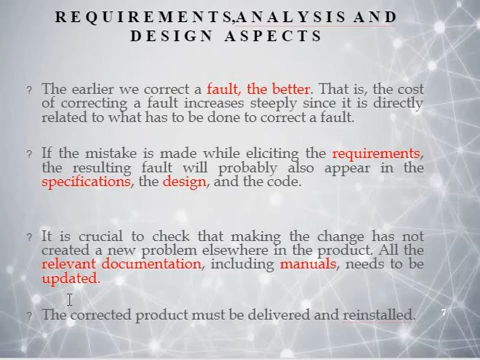 REQUIREMENTS,ANALYSIS AND
DESIGN ASPECTS
? The earlier we correct a fault, the better. That is, the cost
of correcting a fault increases steeply since it is directly
related to what has to be done to correct a fault.
? If the mistake is made while eliciting the requirements,
the resulting fault will probably also appear in the
specifications, the design, and the code.
? It is crucial to check that making the change has not
created a new problem elsewhere in the product. All the
relevant documentation, including manuals, needs to be
updated.
? The corrected product must be delivered and reinstalled.
7